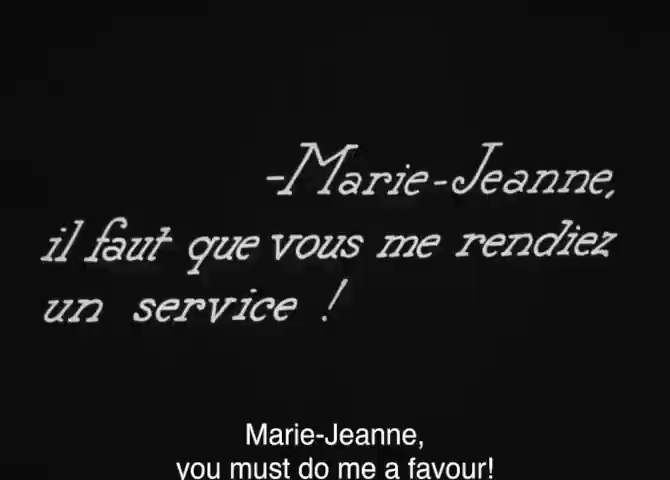 -Marie-Jeanne,
il faut que vous me rendiez
un service !
Marie-Jeanne,
you must do me a favour!